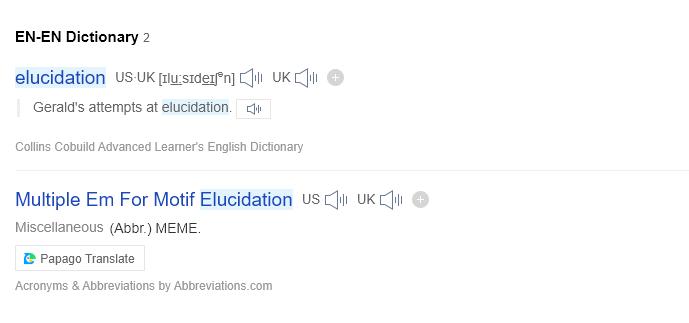 EN-EN Dictionary 2
elucidation US·UK [ɪluːsɪdeɪʃᵊn] UK
Gerald's attempts at elucidation.
Collins Cobuild Advanced Learner's English Dictionary
Multiple Em For Motif Elucidation US UK
Miscellaneous (Abbr.) MEME.
Papago Translate
Acronyms & Abbreviations by Abbreviations.com